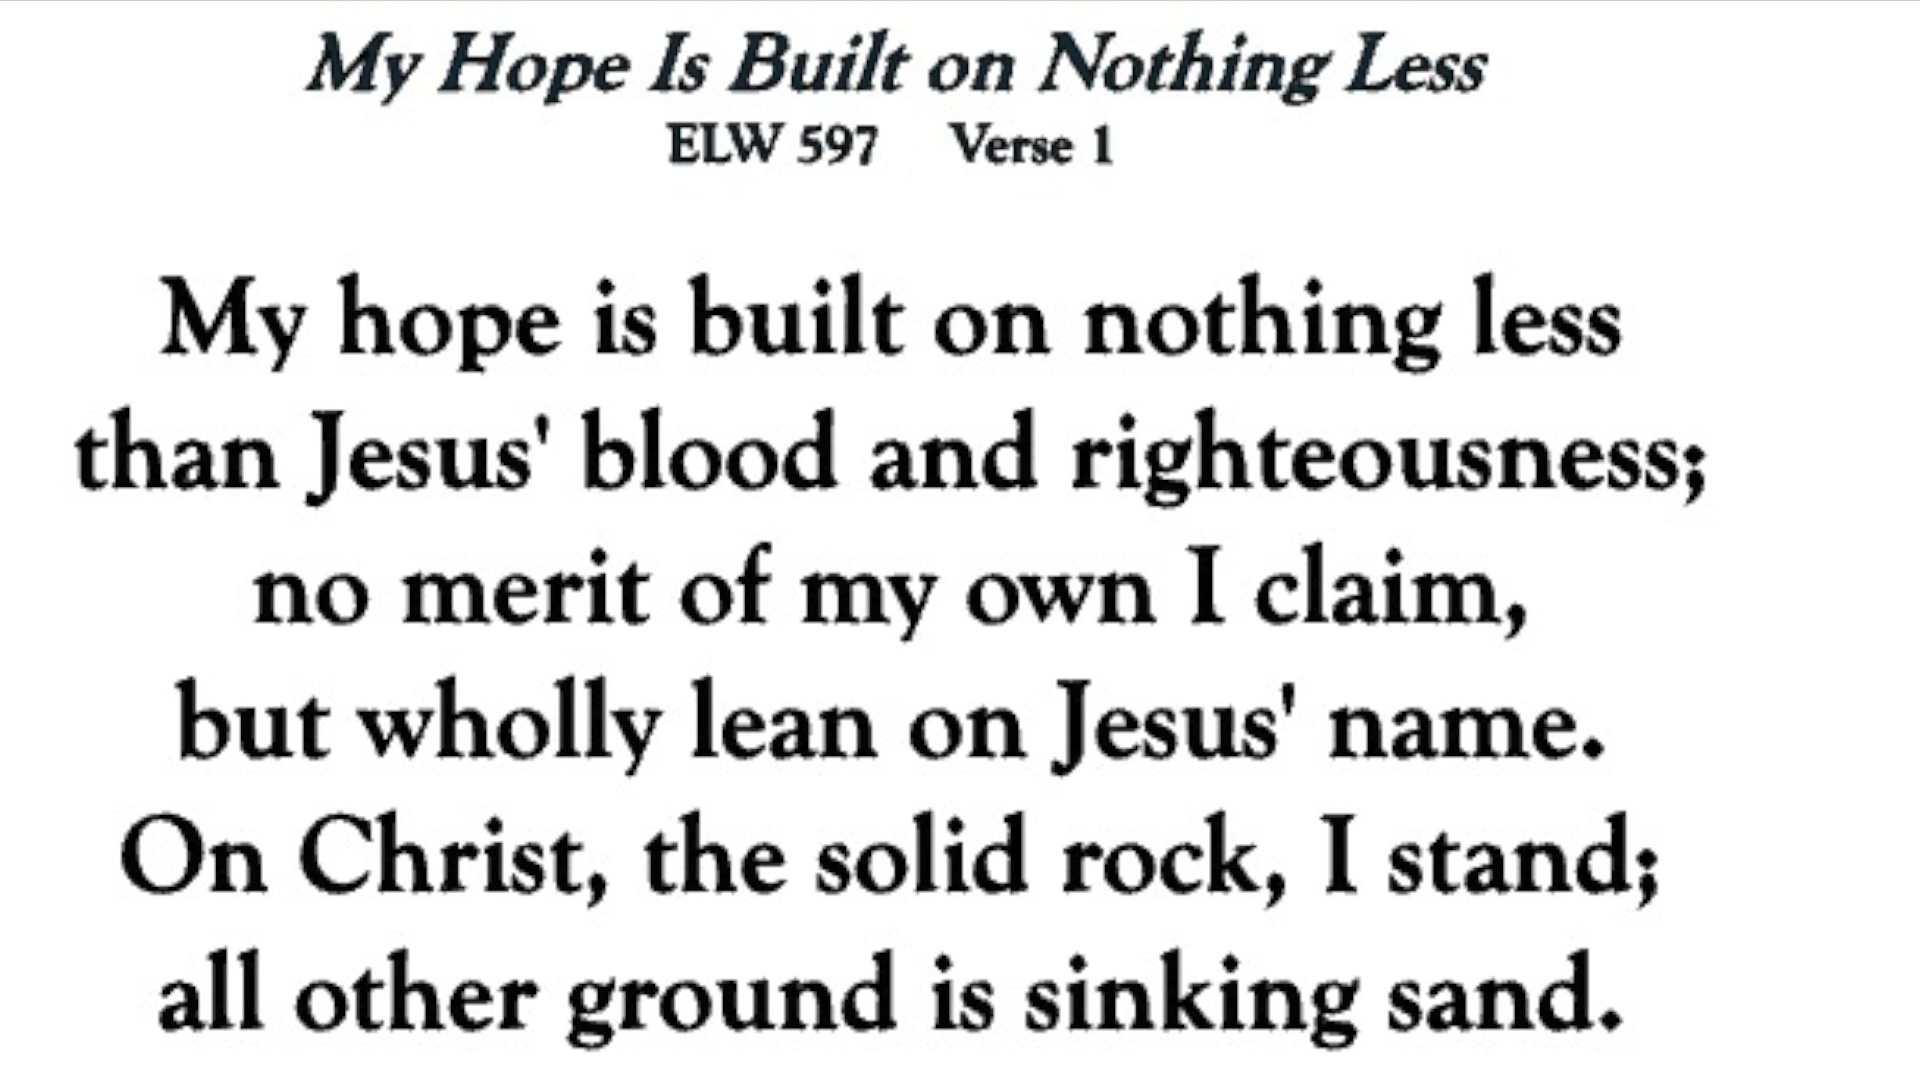 My Hope Is Built on Nothing Less
ELW 597 Verse 1
My hope is built on nothing less
than Jesus' blood and righteousness;
no merit of my own I claim,
but wholly lean on Jesus' name.
On Christ, the solid rock, I stand;
all other ground is sinking sand.